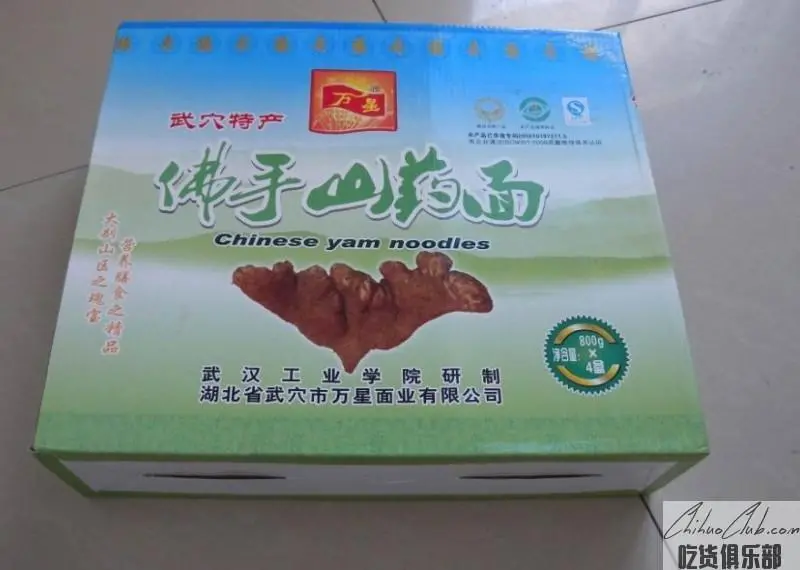 万星
武穴特产
佛手山药面
Chinese yam noodles
大别山区之瑰宝
营养膳食之精品
净含量：800g×4盒
武汉工业学院研制
湖北省武穴市万星面业有限公司
ChihuoClub.com
吃货俱乐部